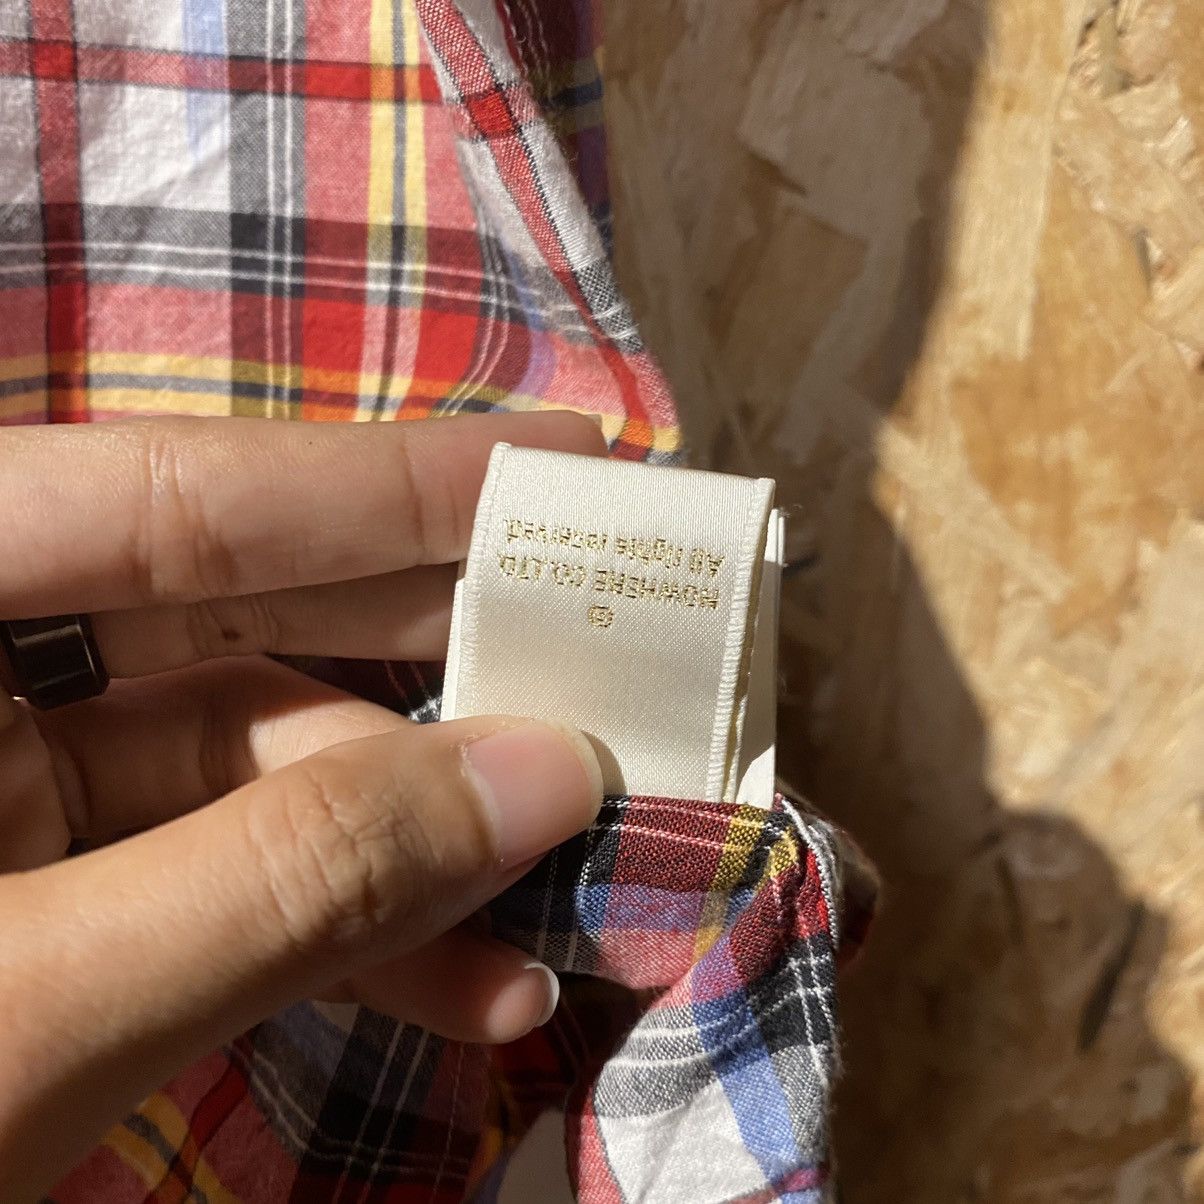 ©
NOWHERE CO.,LTD.
All rights reserved.